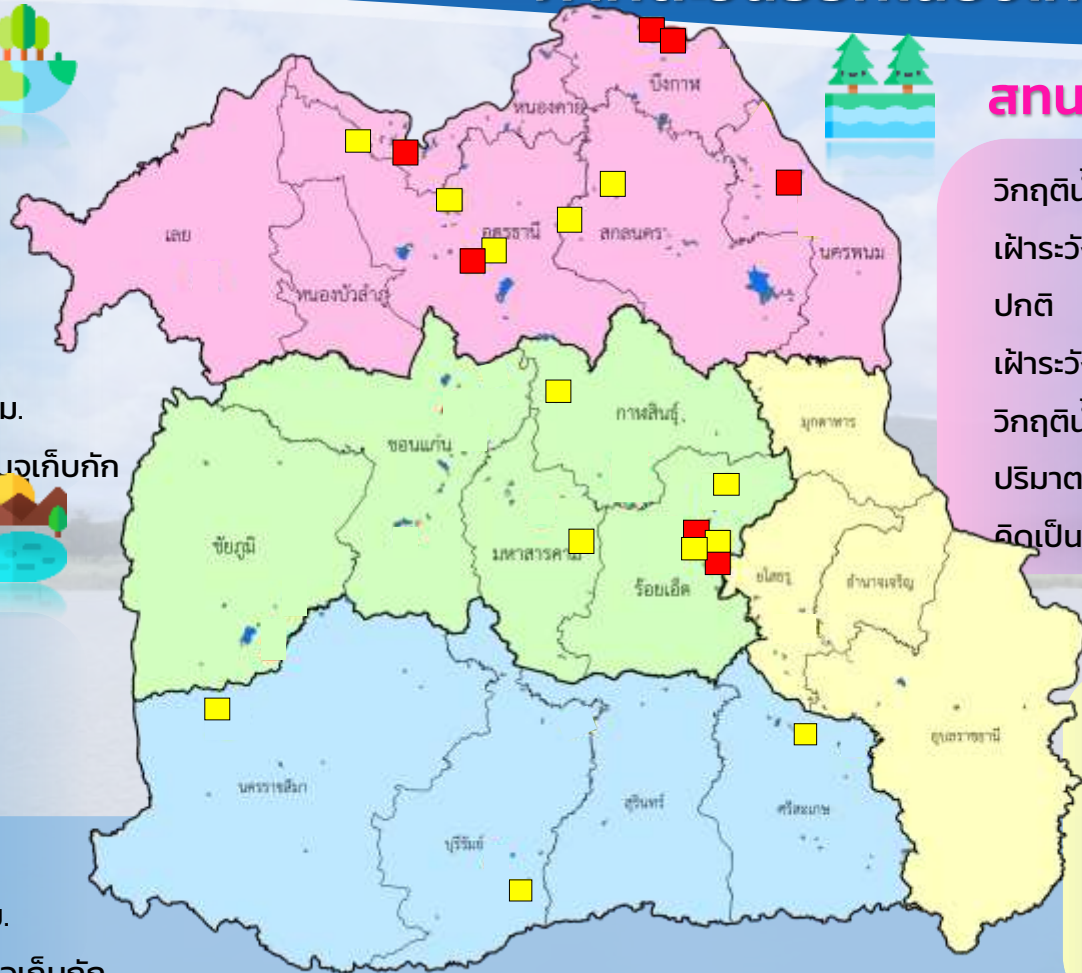 สทน
วิกฤติน้
เฝ้าระวัง
ปกติ
เฝ้าระวัง
วิกฤติน้
ปริมาต
คิดเป็น
ม.
มจุเก็บกัก
บึงกาฬ
หนองคาย
เลย
อุดรธานี
สกลนคร
นครพนม
หนองบัวลำภู
กาฬสินธุ์
มุกดาหาร
ขอนแก่น
ชัยภูมิ
มหาสารคาม
ร้อยเอ็ด
ยโสธร
อำนาจเจริญ
อุบลราชธานี
นครราชสีมา
สุรินทร์
ศรีสะเกษ
บุรีรัมย์